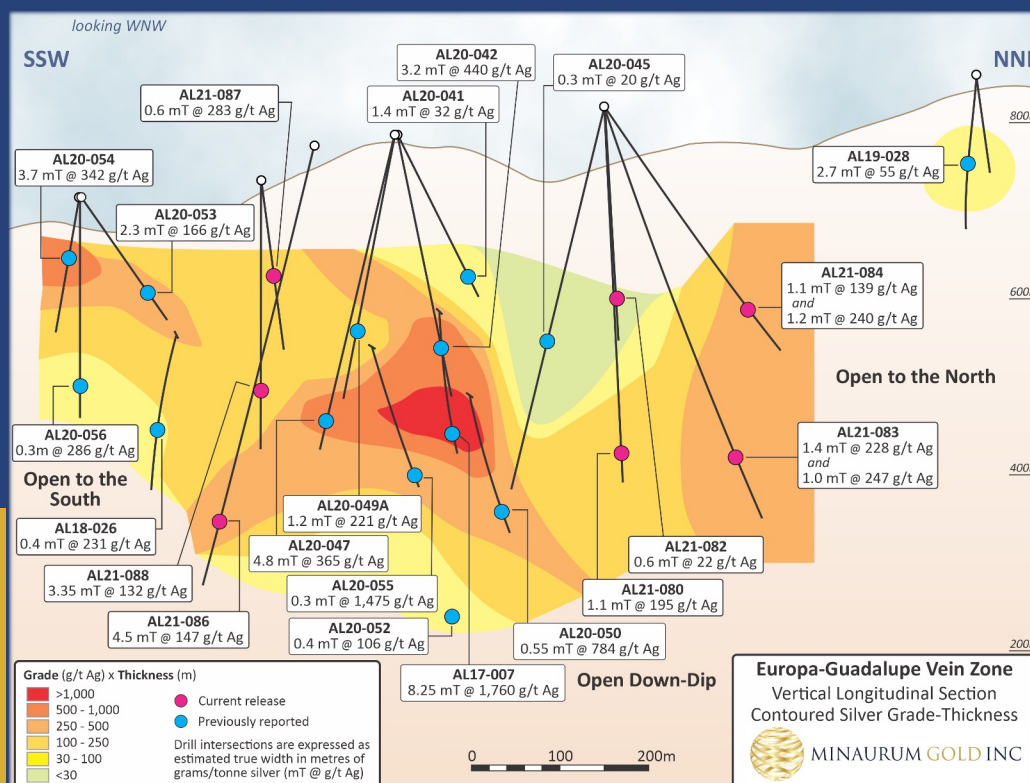 looking WNW
SSW
NN
AL20-042
3.2 mT @ 440 g/t Ag
AL20-045
0.3 mT @ 20 g/t Ag
AL21-087
0.6 mT @ 283 g/t Ag
AL20-041
1.4 mT @ 32 g/t Ag
800
AL20-054
3.7 mT @ 342 g/t Ag
AL19-028
2.7 mT @ 55 g/t Ag
AL20-053
2.3 mT @ 166 g/t Ag
AL21-084
1.1 mT @ 139 g/t Ag
and
1.2 mT @ 240 g/t Ag
600
Open to the North
AL20-056
0.3m @ 286 g/t Ag
AL21-083
1.4 mT @ 228 g/t Ag
and
1.0 mT @ 247 g/t Ag
400
Open to the
South
AL20-049A
1.2 mT @ 221 g/t Ag
AL18-026
0.4 mT @ 231 g/t Ag
AL20-047
4.8 mT @ 365 g/t Ag
AL21-082
0.6 mT @ 22 g/t Ag
AL21-088
3.35 mT @ 132 g/t Ag
AL20-055
0.3 mT @ 1,475 g/t Ag
AL21-080
1.1 mT @ 195 g/t Ag
AL21-086
4.5 mT @ 147 g/t Ag
AL20-052
0.4 mT @ 106 g/t Ag
AL20-050
0.55 mT @ 784 g/t Ag
200
AL17-007
8.25 mT @ 1,760 g/t Ag
Open Down-Dip
Grade (g/t Ag) x Thickness (m)
>1,000
500 - 1,000
250 - 500
100 - 250
30 - 100
<30
Current release
Previously reported
Drill intersections are expressed as
estimated true width in metres of
grams/tonne silver (mT @ g/t Ag)
0 100 200m
Europa-Guadalupe Vein Zone
Vertical Longitudinal Section
Contoured Silver Grade-Thickness
MINAURUM GOLD INC